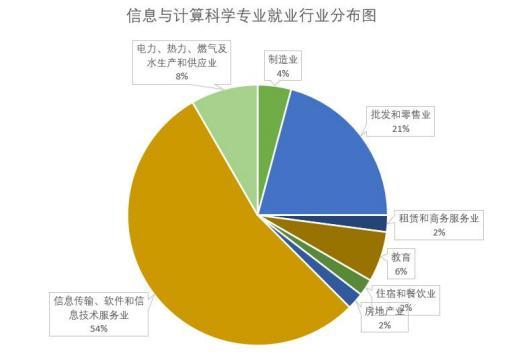 信息与计算科学专业就业行业分布图
电力、热力、燃气及
水生产和供应业
8%
制造业
4%
批发和零售业
21%
租赁和商务服务业
2%
教育
6%
住宿和餐饮业
2%
房地产业
2%
信息传输、软件和信
息技术服务业
54%